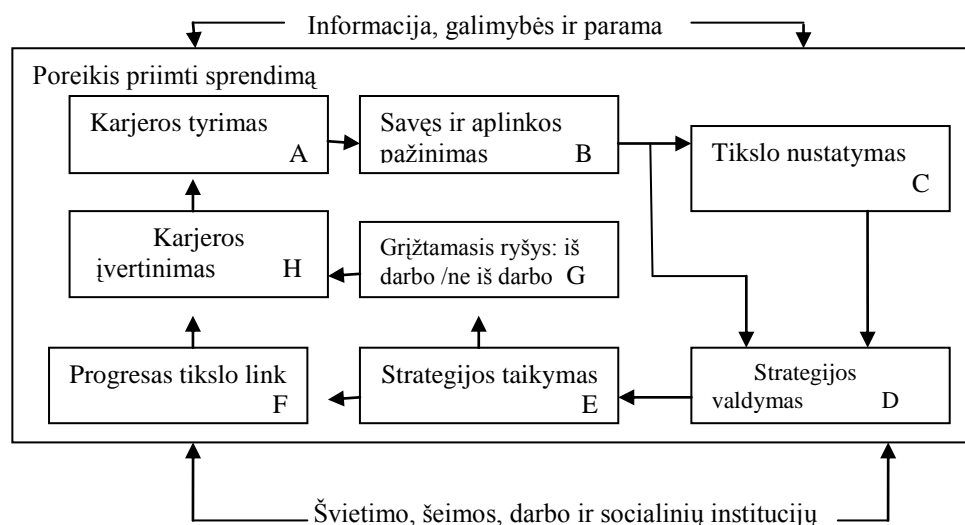 Informacija, galimybės ir parama
Poreikis priimti sprendimą
Karjeros tyrimas
A
Savęs ir aplinkos
pažinimas B
Tikslo nustatymas
C
Karjeros
įvertinimas H
Grįžtamasis ryšys: iš
darbo /ne iš darbo G
Progresas tikslo link
F
Strategijos taikymas
E
Strategijos
valdymas D
Švietimo, šeimos, darbo ir socialinių institucijų